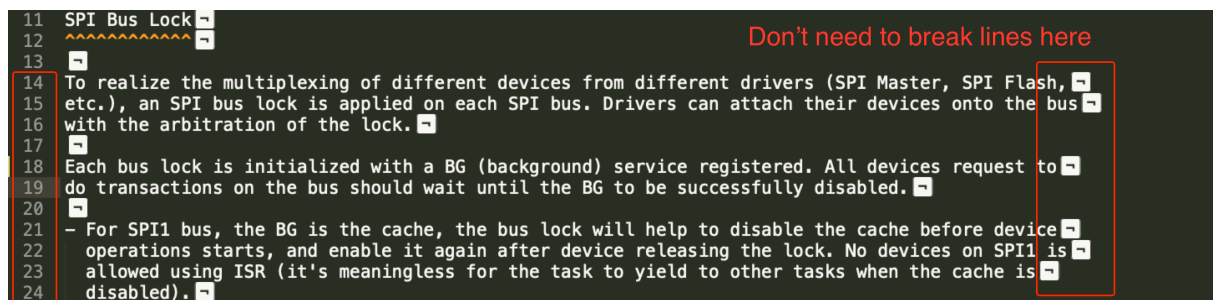 11 SPI Bus Lock¬
Don't need to break lines here
12 ^^^^^^^^^^^^¬
13 ¬
14 To realize the multiplexing of different devices from different drivers (SPI Master, SPI Flash,¬
15 etc.), an SPI bus lock is applied on each SPI bus. Drivers can attach their devices onto the bus¬
16 with the arbitration of the lock.¬
17 ¬
18 Each bus lock is initialized with a BG (background) service registered. All devices request to¬
19 do transactions on the bus should wait until the BG to be successfully disabled.¬
20 ¬
21 – For SPI1 bus, the BG is the cache, the bus lock will help to disable the cache before device¬
22 operations starts, and enable it again after device releasing the lock. No devices on SPI1 is¬
23 allowed using ISR (it's meaningless for the task to yield to other tasks when the cache is¬
24 disabled).¬